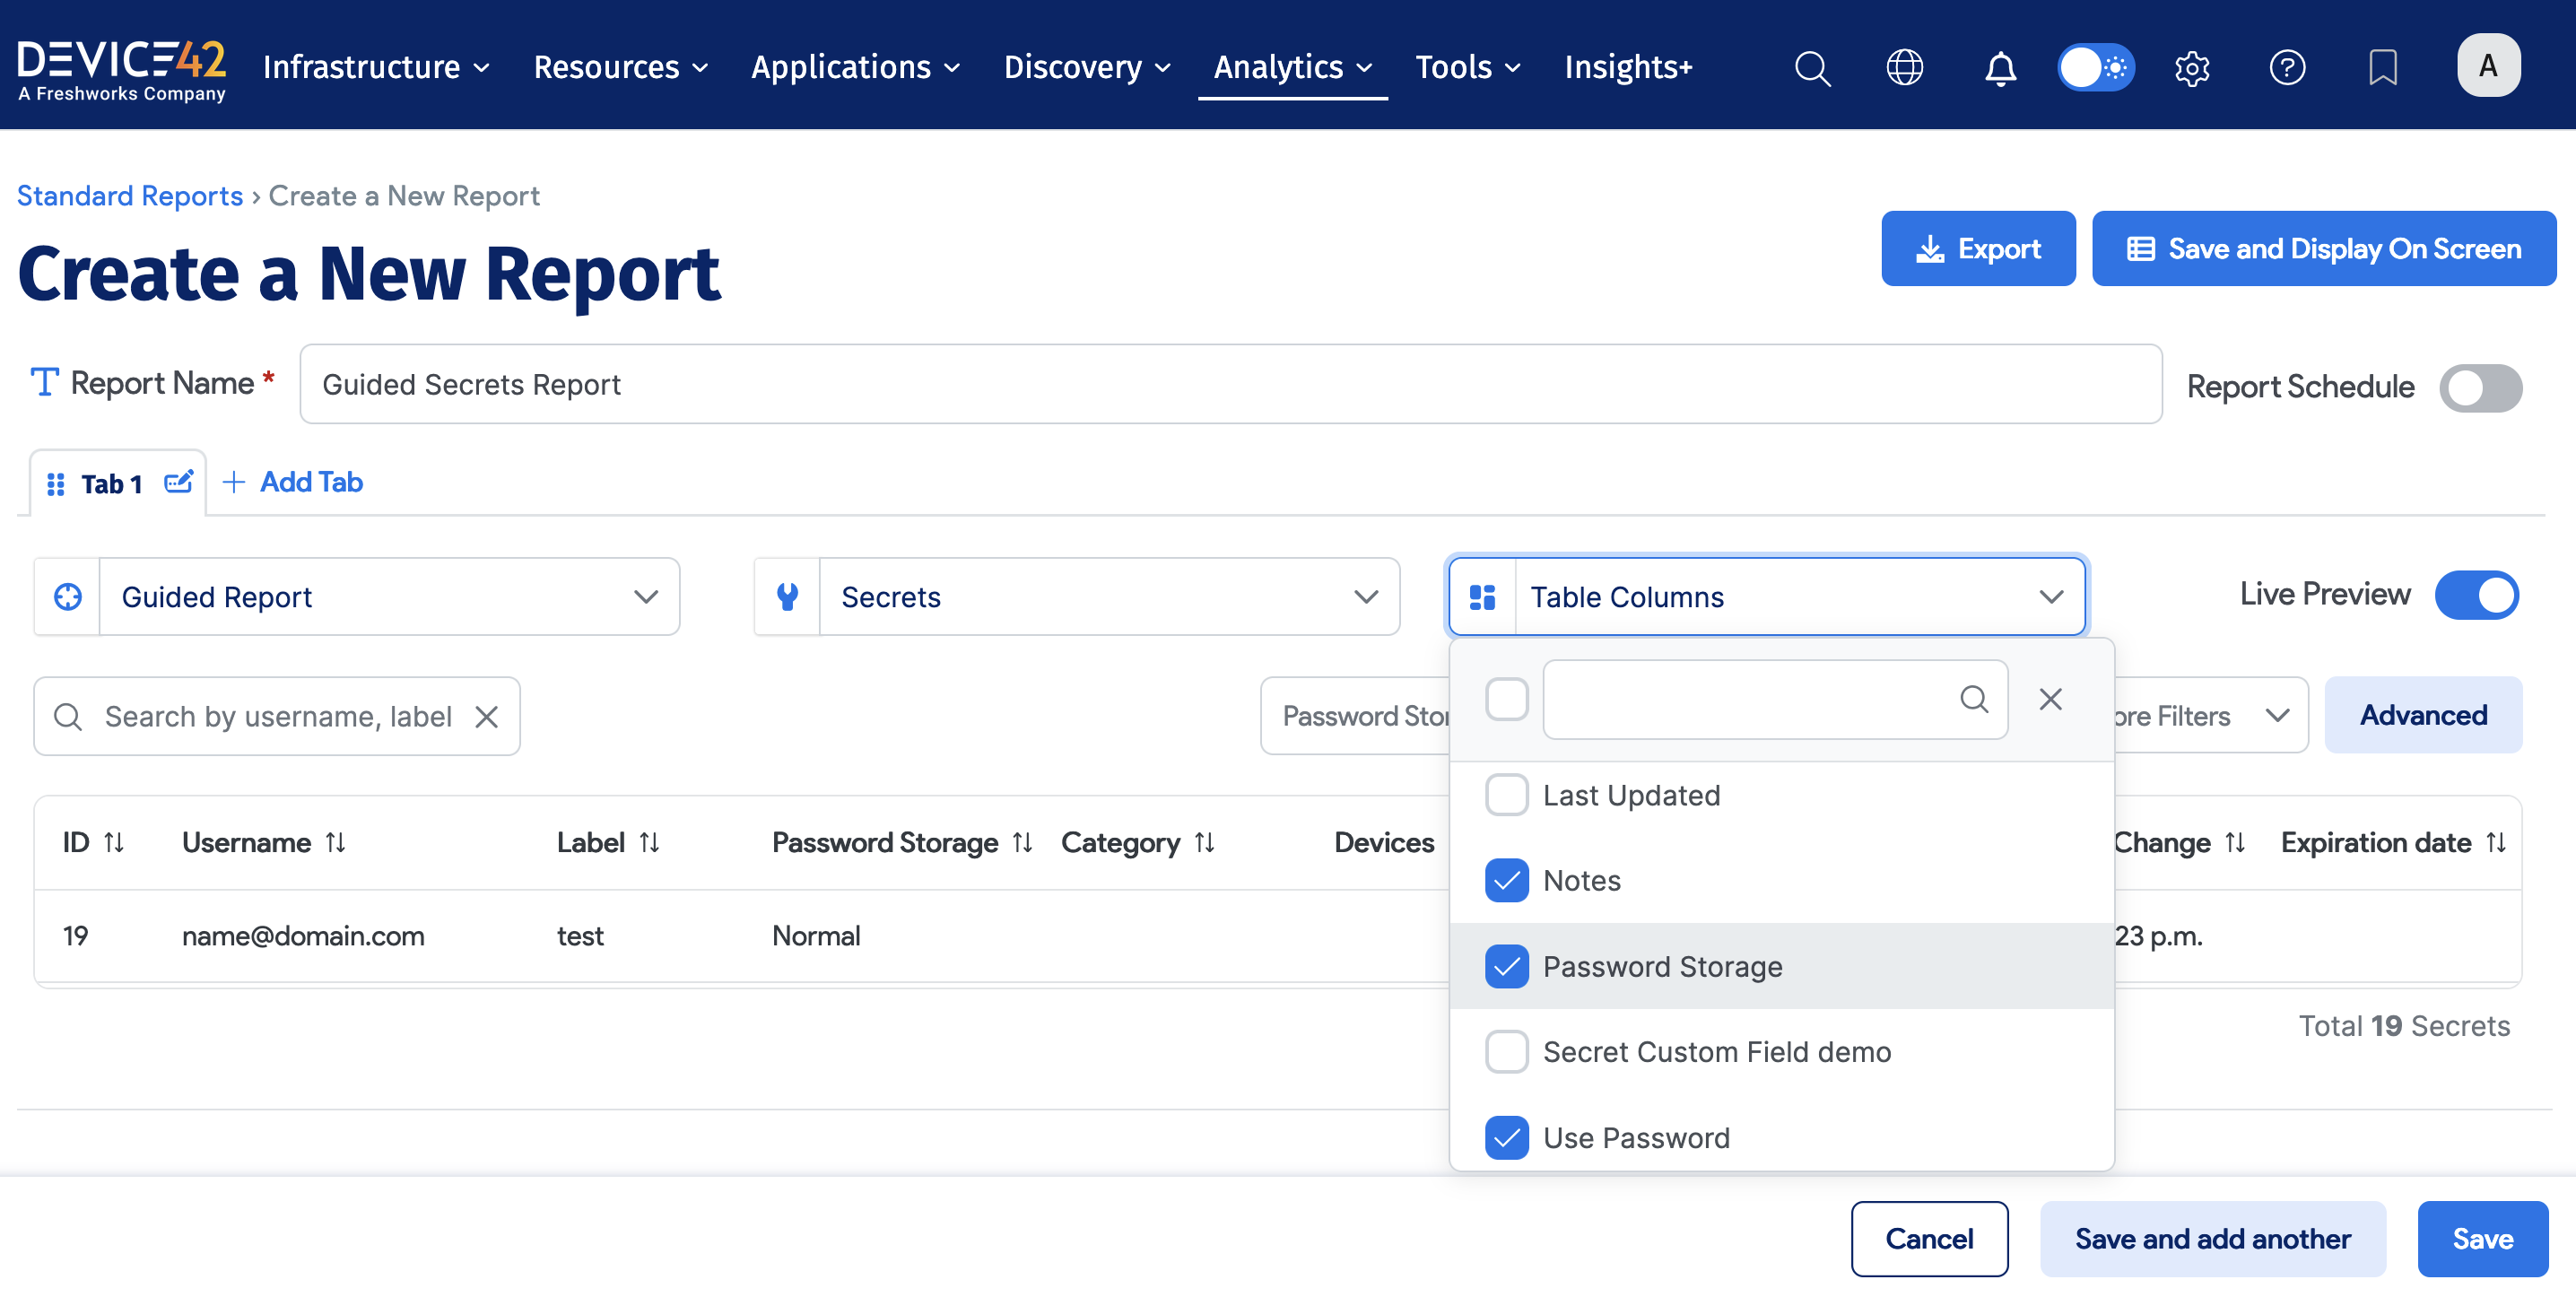 DEVICE42
A Freshworks Company
Infrastructure Resources Applications Discovery Analytics Tools Insights+
A
Standard Reports › Create a New Report
Create a New Report
Export
Save and Display On Screen
Report Name *
Guided Secrets Report
Report Schedule
Tab 1
Add Tab
Guided Report
Secrets
Table Columns
Live Preview
Search by username, label
Password Stor
ore Filters
Advanced
Last Updated
Notes
Password Storage
Secret Custom Field demo
Use Password
ID Username Label Password Storage Category Devices Change Expiration date
19 name@domain.com test Normal 23 p.m.
Total 19 Secrets
Cancel
Save and add another
Save